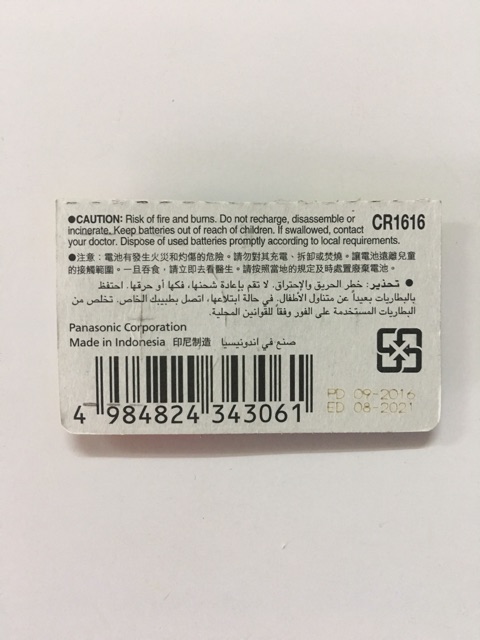 ●CAUTION: Risk of fire and burns. Do not recharge, disassemble or
incinerate. Keep batteries out of reach of children. If swallowed, contact
your doctor. Dispose of used batteries promptly according to local requirements.
CR1616
●注意：電池有發生火災和灼傷的危險。請勿對其充電、拆卸或焚燒。讓電池遠離兒童
的接觸範圍。一旦吞食，請立即去看醫生。請按照當地的規定及時處置廢棄電池。
● تحذير: خطر الحريق والإحتراق. لا تقم بإعادة شحنها، فكها أو حرقها. احتفظ
بالبطاريات بعيداً عن متناول الأطفال. في حالة ابتلاعها، اتصل بطبيبك الخاص. تخلص من
البطاريات المستخدمة على الفور وفقاً للقوانين المحلية.
Panasonic Corporation
Made in Indonesia 印尼制造 صنع في اندونيسيا
4 984824 343061
PD 09-2016
ED 08-2021